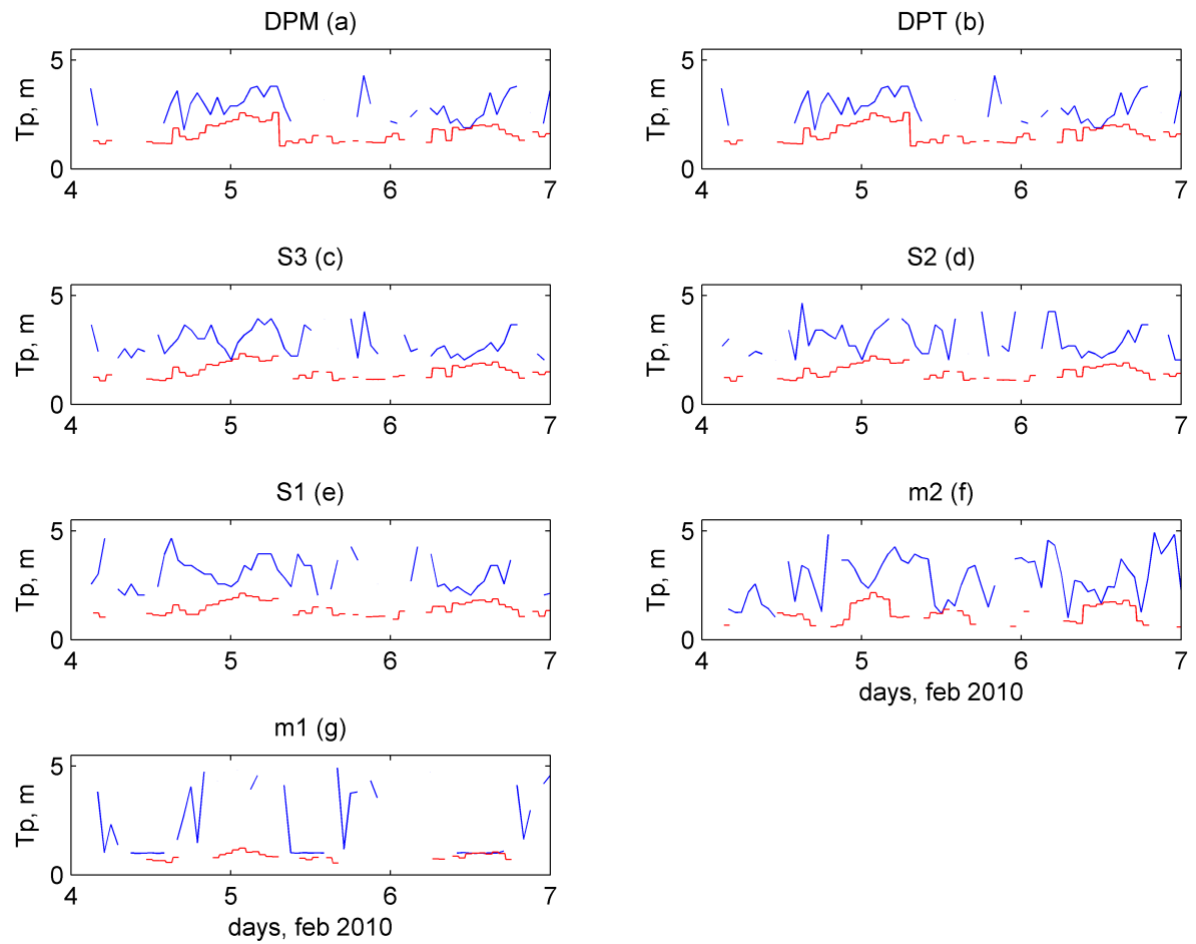 DPM (a)
Tp, m
5
0
4 5 6 7
DPT (b)
Tp, m
5
0
4 5 6 7
S3 (c)
Tp, m
5
0
4 5 6 7
S2 (d)
Tp, m
5
0
4 5 6 7
S1 (e)
Tp, m
5
0
4 5 6 7
m2 (f)
Tp, m
5
0
4 5 6 7
days, feb 2010
m1 (g)
Tp, m
5
0
4 5 6 7
days, feb 2010